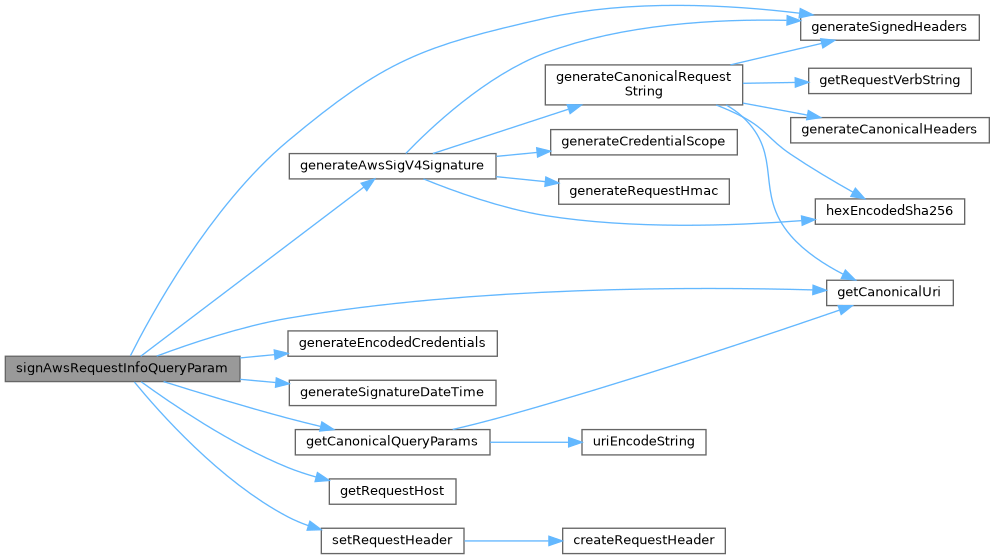 generateSignedHeaders
generateCanonicalRequest
String
getRequestVerbString
generateCanonicalHeaders
generateCredentialScope
generateAwsSigV4Signature
generateRequestHmac
hexEncodedSha256
getCanonicalUri
generateEncodedCredentials
signAwsRequestInfoQueryParam
generateSignatureDateTime
getCanonicalQueryParams
uriEncodeString
getRequestHost
setRequestHeader
createRequestHeader